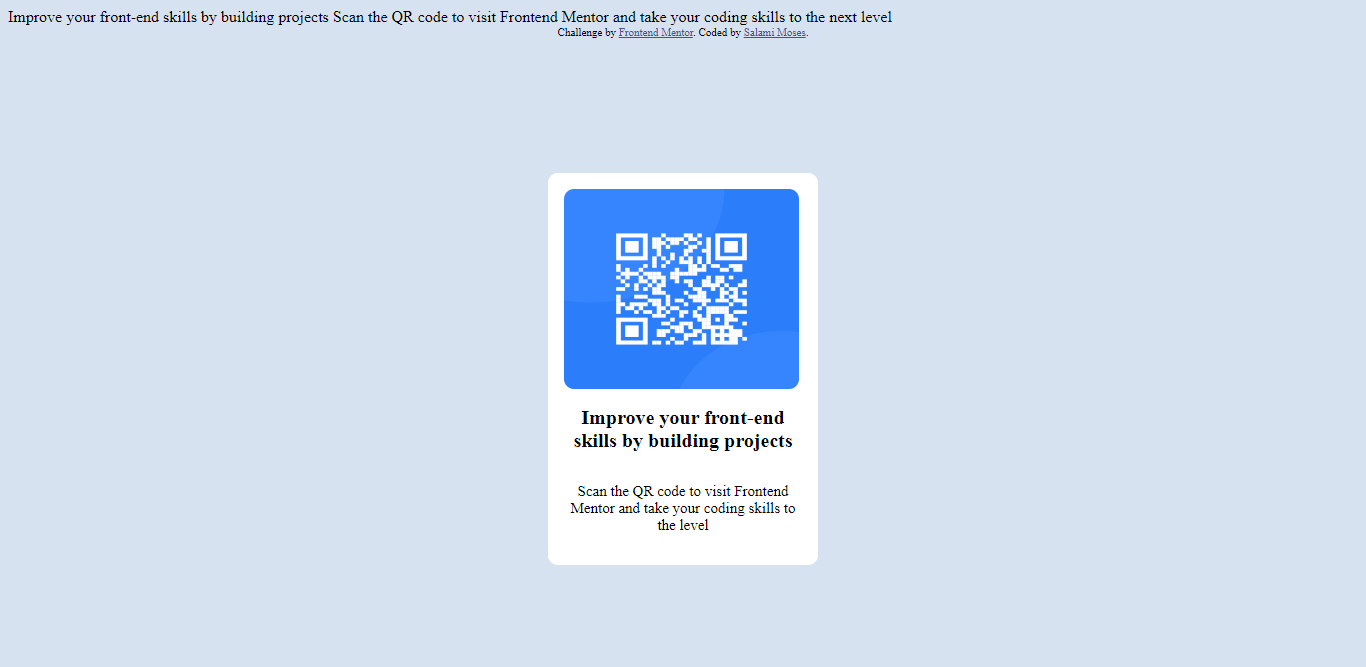 Improve your front-end skills by building projects Scan the QR code to visit Frontend Mentor and take your coding skills to the next level
Challenge by Frontend Mentor. Coded by Salami Moses.
Improve your front-end
skills by building projects
Scan the QR code to visit Frontend
Mentor and take your coding skills to
the level